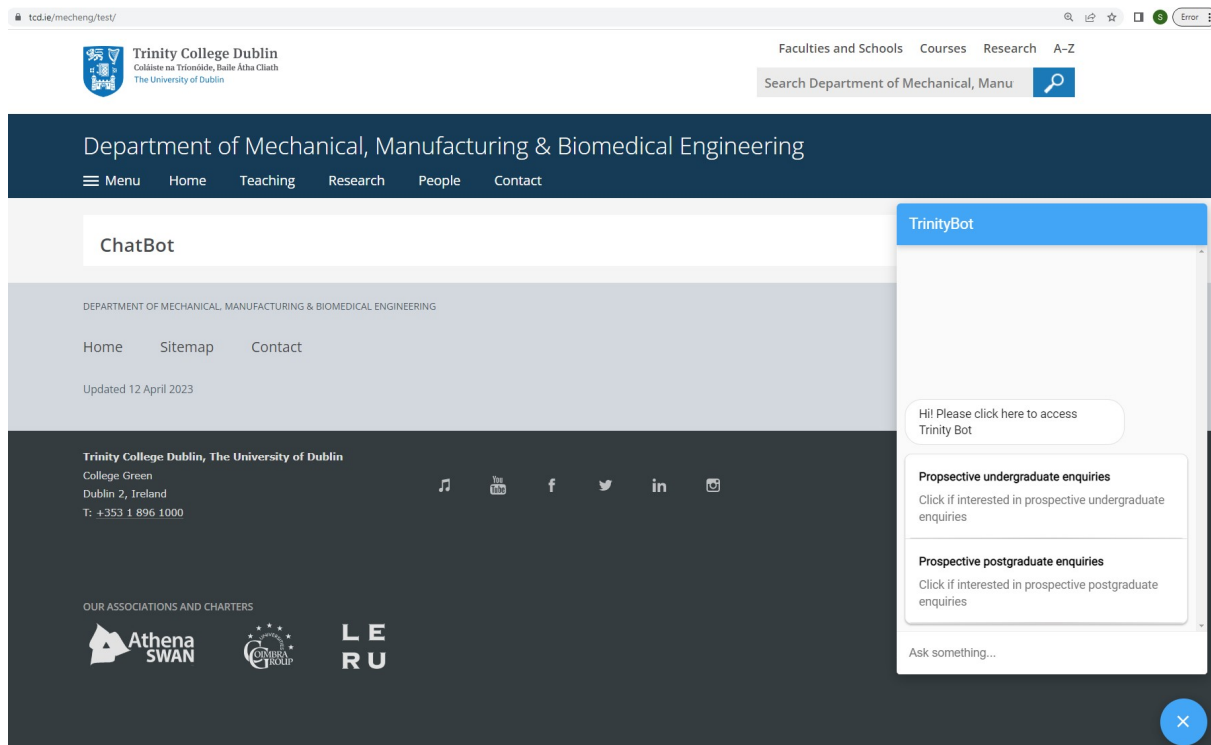 tcd.ie/mecheng/test/
S
Error
Trinity College Dublin
Coláiste na Tríonóide, Baile Átha Cliath
The University of Dublin
Faculties and Schools Courses Research A–Z
Search Department of Mechanical, Manu
Department of Mechanical, Manufacturing & Biomedical Engineering
Menu Home Teaching Research People Contact
ChatBot
DEPARTMENT OF MECHANICAL, MANUFACTURING & BIOMEDICAL ENGINEERING
Home Sitemap Contact
Updated 12 April 2023
Trinity College Dublin, The University of Dublin
College Green
Dublin 2, Ireland
T: +353 1 896 1000
You
Tube
f
in
OUR ASSOCIATIONS AND CHARTERS
Athena
SWAN
COIMBRA
GROUP
L E
R U
TrinityBot
Hi! Please click here to access
Trinity Bot
Propsective undergraduate enquiries
Click if interested in prospective undergraduate
enquiries
Prospective postgraduate enquiries
Click if interested in prospective postgraduate
enquiries
Ask something...